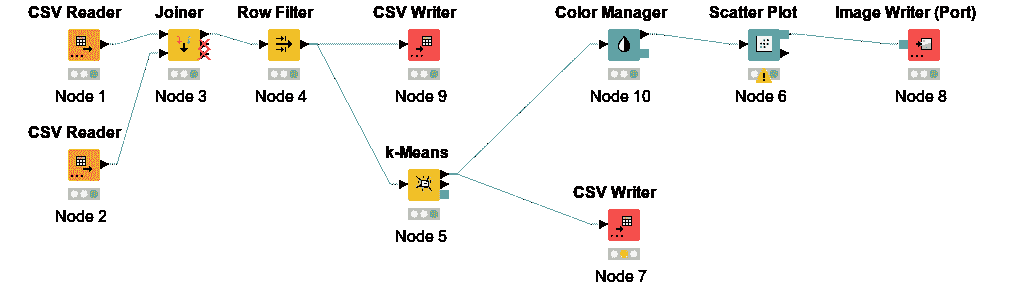 CSV Reader
Joiner
Row Filter
CSV Writer
Color Manager
Scatter Plot
Image Writer (Port)
Node 1
Node 3
Node 4
Node 9
Node 10
Node 6
Node 8
CSV Reader
k-Means
Node 2
CSV Writer
Node 5
Node 7